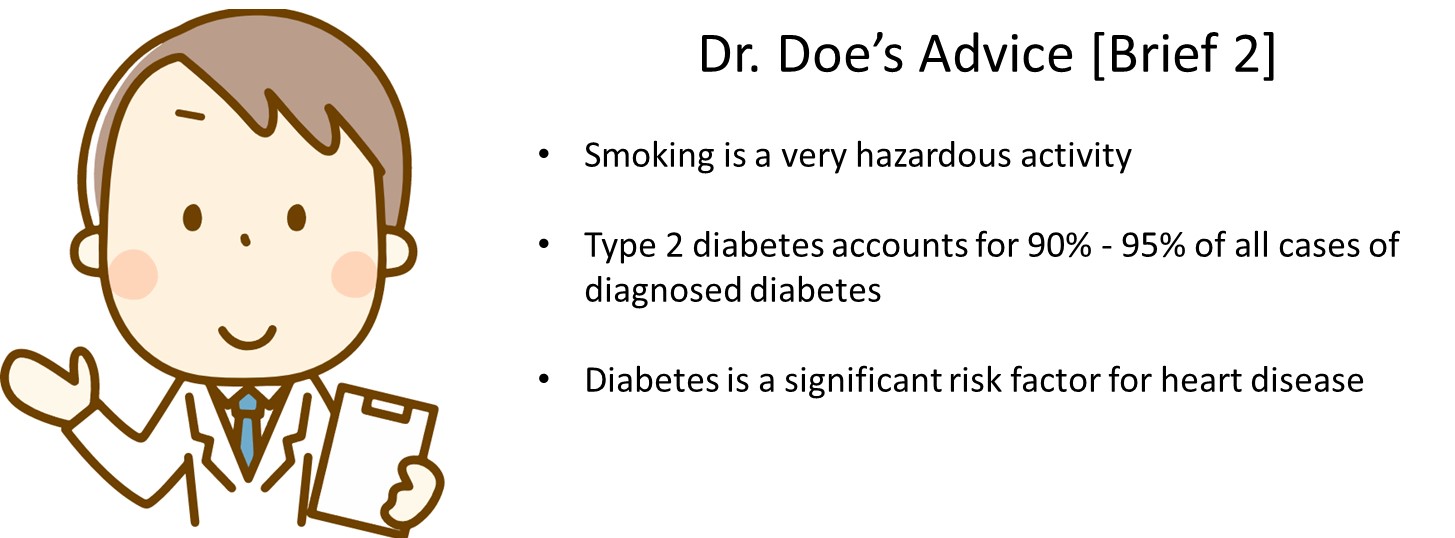 Dr. Doe’s Advice [Brief 2]
• Smoking is a very hazardous activity
• Type 2 diabetes accounts for 90% - 95% of all cases of
diagnosed diabetes
• Diabetes is a significant risk factor for heart disease